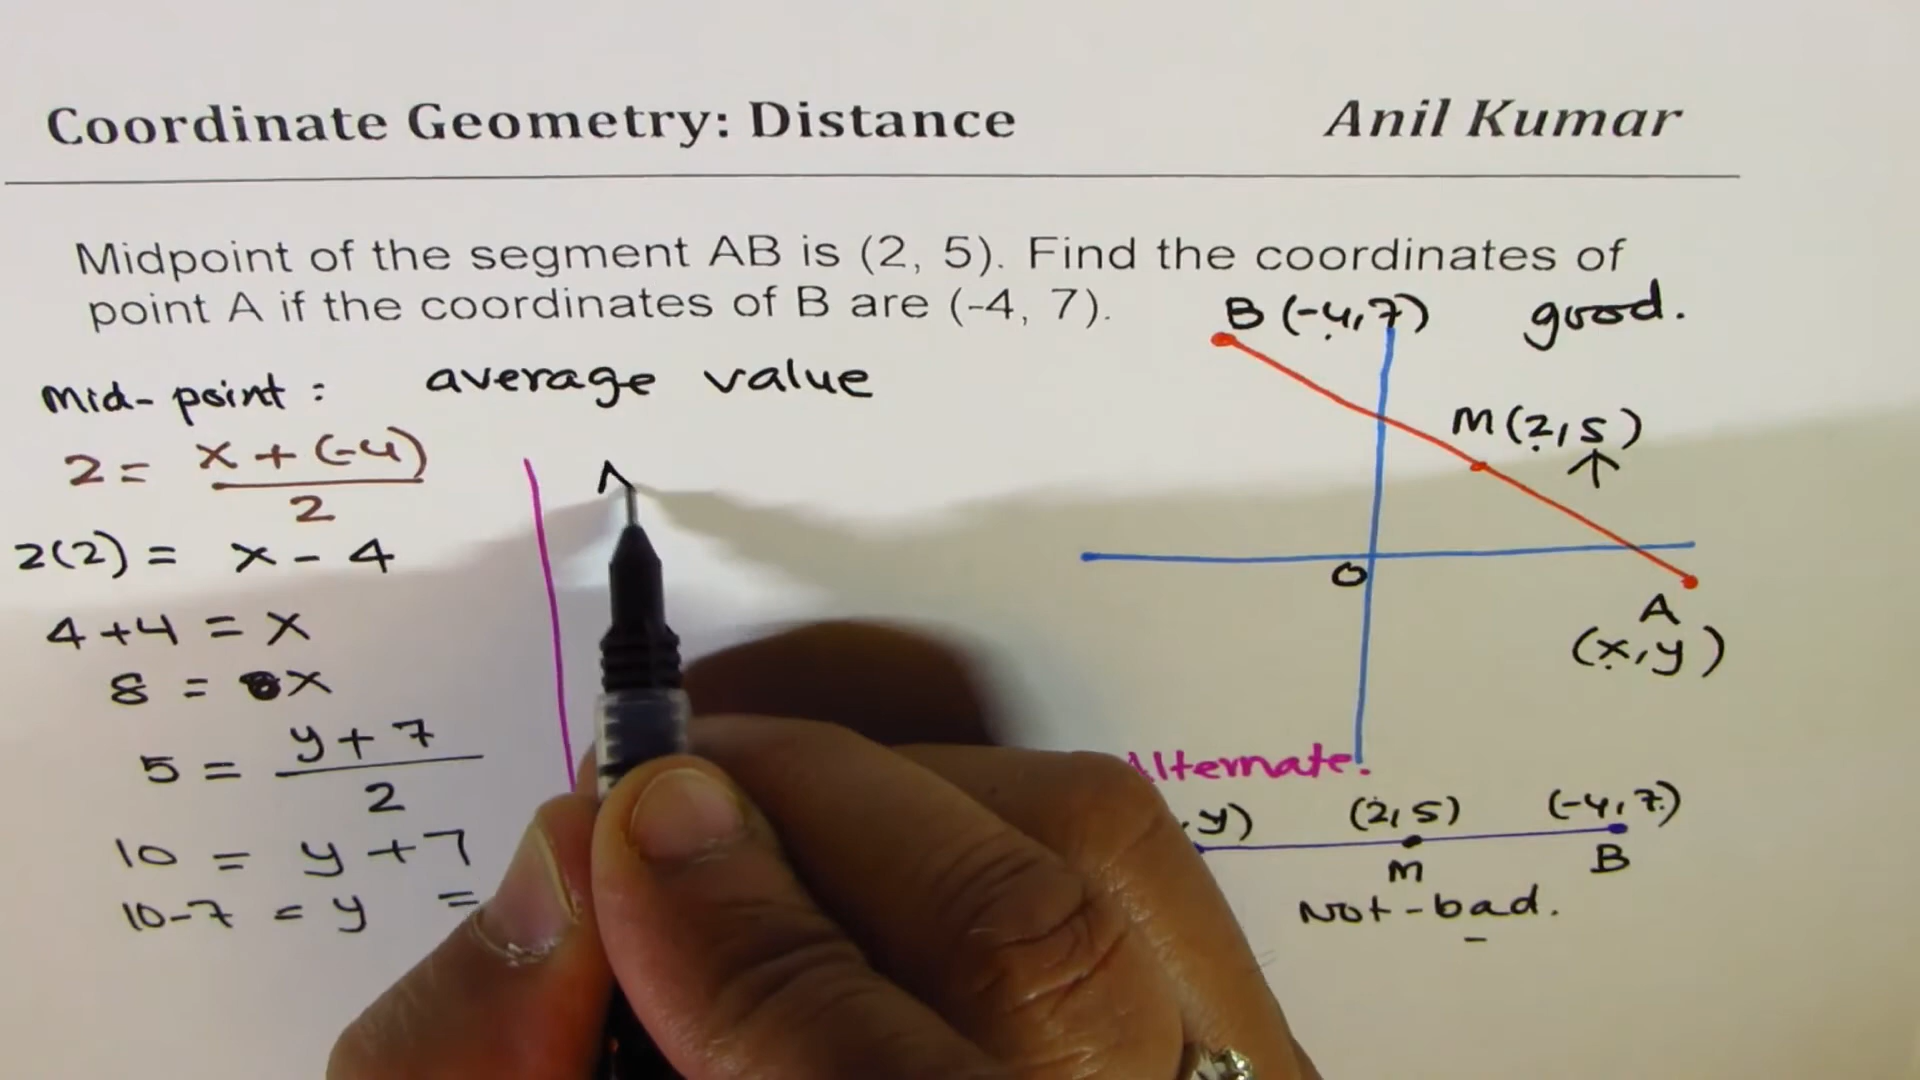 Coordinate Geometry: Distance
Anil Kumar
Midpoint of the segment AB is (2, 5). Find the coordinates of
point A if the coordinates of B are (-4, 7).
B (-4, 7)
good.
Mid-point : average value
M (2, 5)
2 = x + (-4) / 2
2(2) = x - 4
4 + 4 = x
8 = x
5 = y + 7 / 2
10 = y + 7
10-7 = y =
O
A
(x, y)
Alternate.
, y) (2, 5) (-4, 7)
M B
Not-bad.